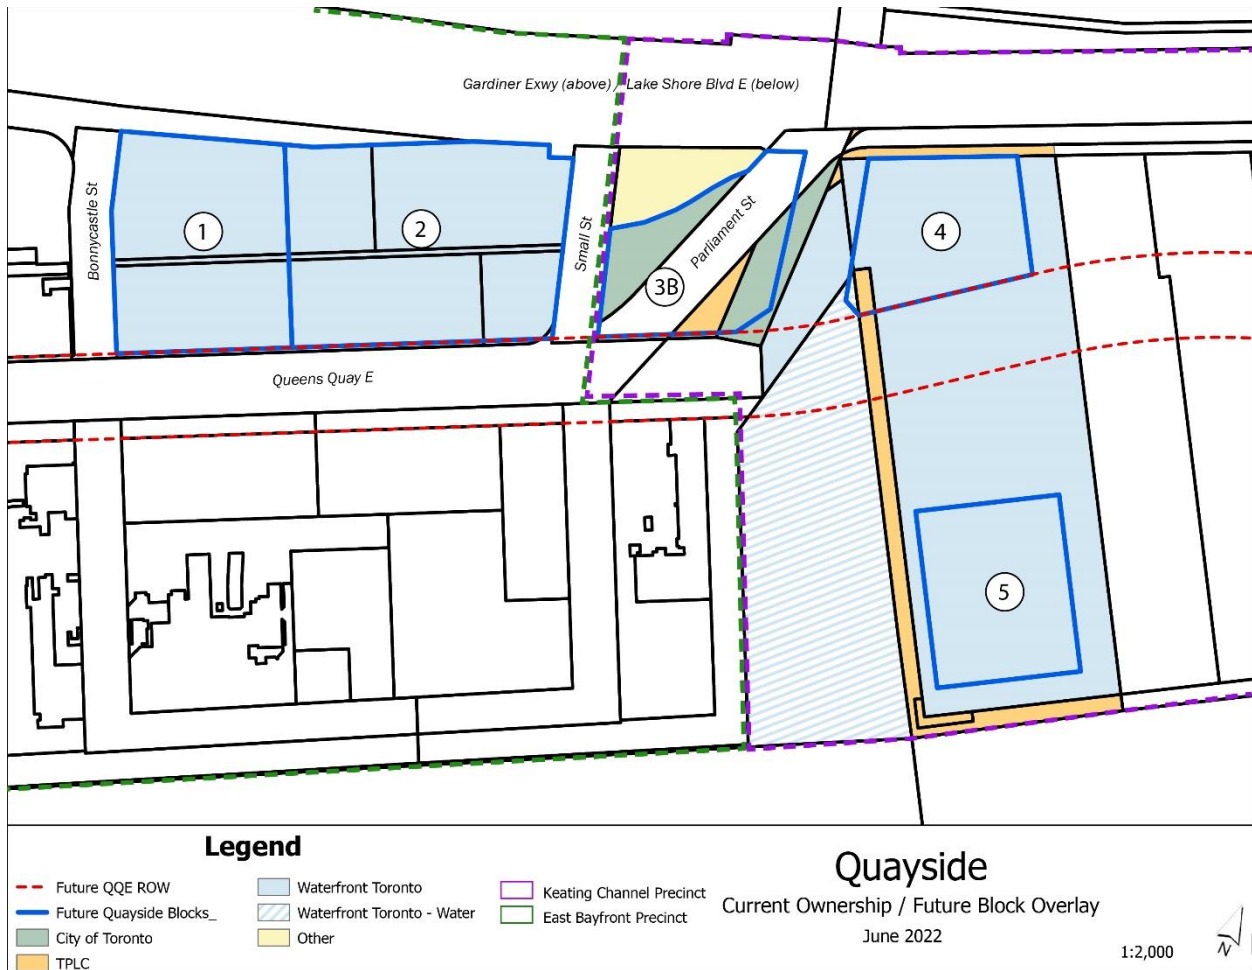 Gardiner Exwy (above) / Lake Shore Blvd E (below)
Bonnycastle St
1
2
Small St
3B
Parliament St
4
Queens Quay E
5
Legend
Future QQE ROW
Future Quayside Blocks_
City of Toronto
TPLC
Waterfront Toronto
Waterfront Toronto - Water
Other
Keating Channel Precinct
East Bayfront Precinct
Quayside
Current Ownership / Future Block Overlay
June 2022
1:2,000
N